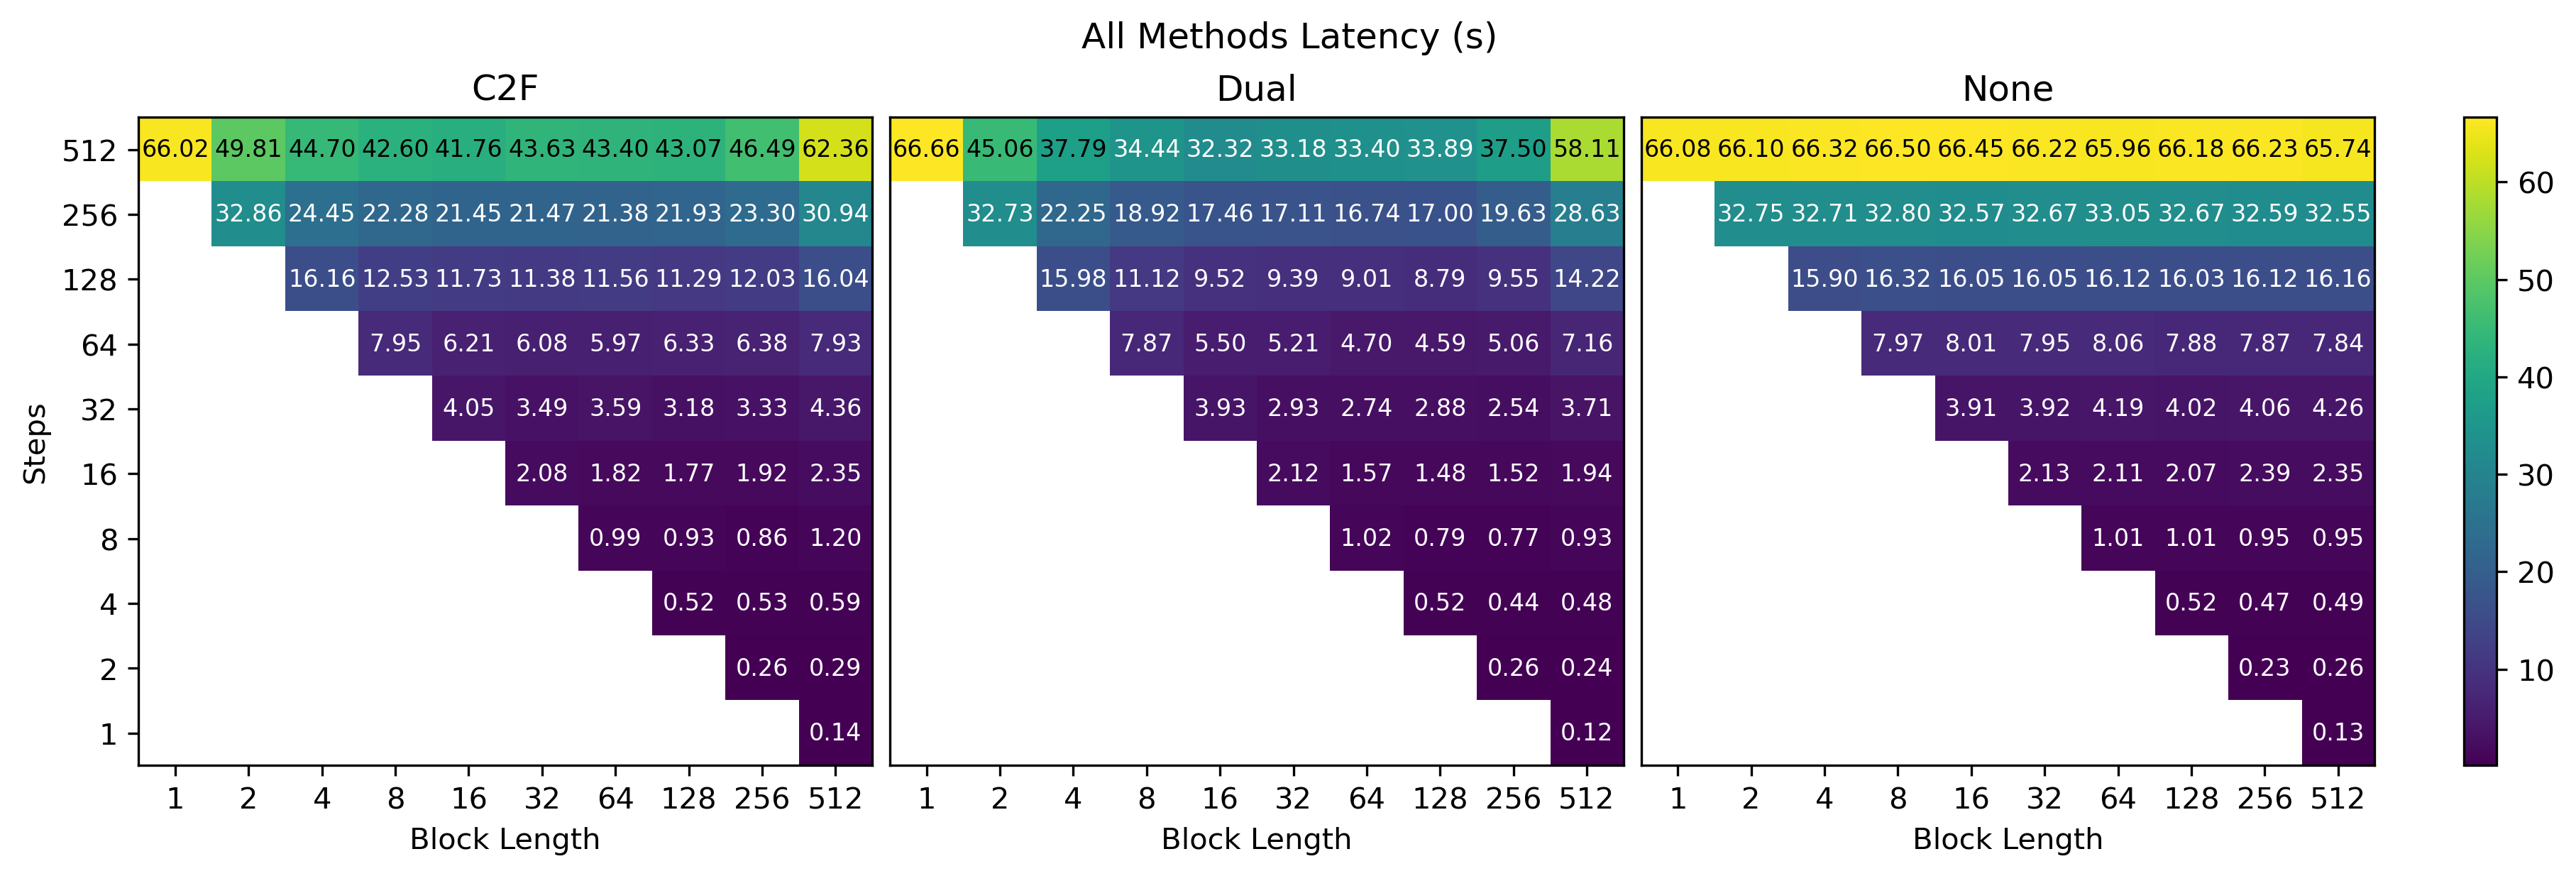 All Methods Latency (s)
C2F Dual None
512 66.02 49.81 44.70 42.60 41.76 43.63 43.40 43.07 46.49 62.36 66.66 45.06 37.79 34.44 32.32 33.18 33.40 33.89 37.50 58.11 66.08 66.10 66.32 66.50 66.45 66.22 65.96 66.18 66.23 65.74
60
256 32.86 24.45 22.28 21.45 21.47 21.38 21.93 23.30 30.94 32.73 22.25 18.92 17.46 17.11 16.74 17.00 19.63 28.63 32.75 32.71 32.80 32.57 32.67 33.05 32.67 32.59 32.55
50
128 16.16 12.53 11.73 11.38 11.56 11.29 12.03 16.04 15.98 11.12 9.52 9.39 9.01 8.79 9.55 14.22 15.90 16.32 16.05 16.05 16.12 16.03 16.12 16.16
64 7.95 6.21 6.08 5.97 6.33 6.38 7.93 7.87 5.50 5.21 4.70 4.59 5.06 7.16 7.97 8.01 7.95 8.06 7.88 7.87 7.84
40
32 4.05 3.49 3.59 3.18 3.33 4.36 3.93 2.93 2.74 2.88 2.54 3.71 3.91 3.92 4.19 4.02 4.06 4.26
Steps
16 2.08 1.82 1.77 1.92 2.35 2.12 1.57 1.48 1.52 1.94 2.13 2.11 2.07 2.39 2.35
30
8 0.99 0.93 0.86 1.20 1.02 0.79 0.77 0.93 1.01 1.01 0.95 0.95
20
4 0.52 0.53 0.59 0.52 0.44 0.48 0.52 0.47 0.49
2 0.26 0.29 0.26 0.24 0.23 0.26
10
1 0.14 0.12 0.13
1 2 4 8 16 32 64 128 256 512 1 2 4 8 16 32 64 128 256 512 1 2 4 8 16 32 64 128 256 512
Block Length Block Length Block Length